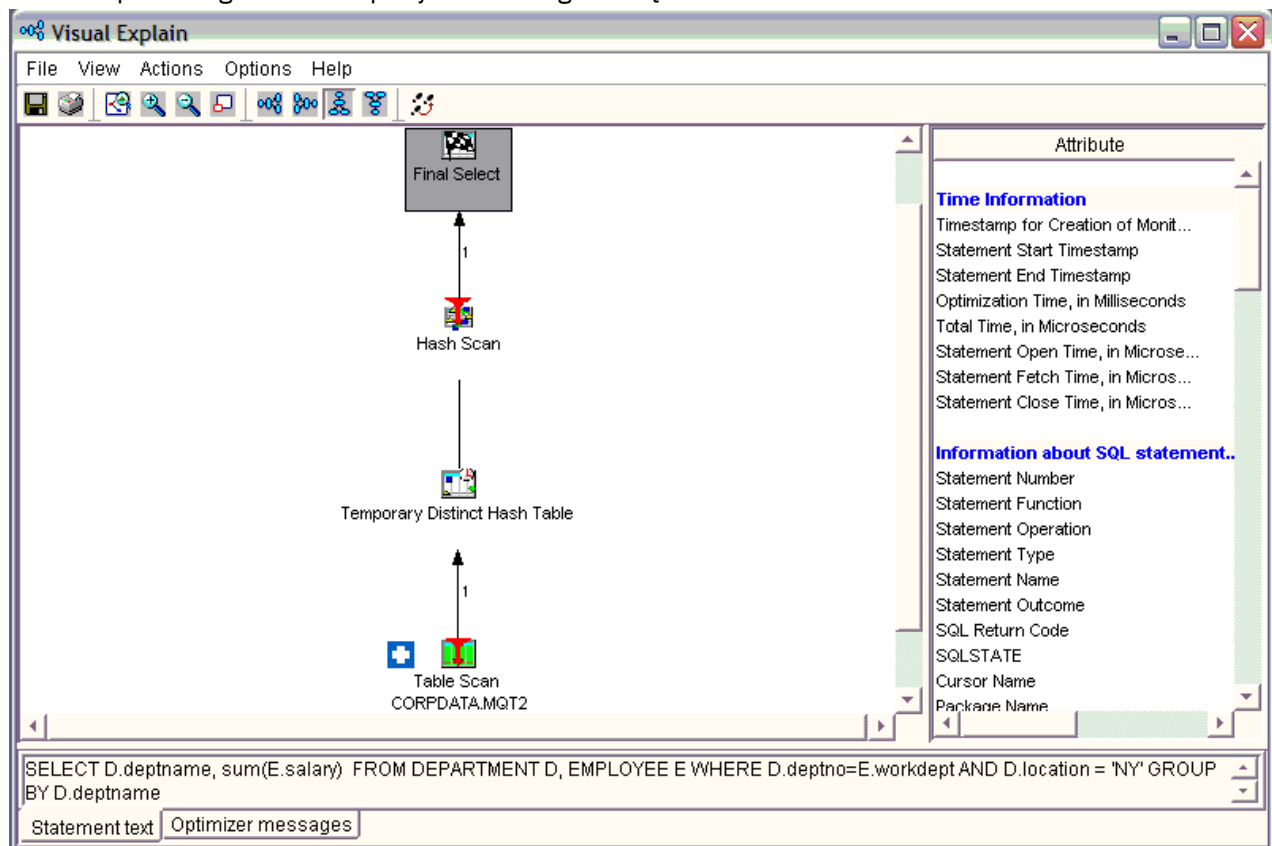 Visual Explain
File View Actions Options Help
Final Select
1
Hash Scan
Temporary Distinct Hash Table
1
Table Scan
CORPDATA.MQT2
Attribute
Time Information
Timestamp for Creation of Monit...
Statement Start Timestamp
Statement End Timestamp
Optimization Time, in Milliseconds
Total Time, in Microseconds
Statement Open Time, in Microse...
Statement Fetch Time, in Micros...
Statement Close Time, in Micros...
Information about SQL statement..
Statement Number
Statement Function
Statement Operation
Statement Type
Statement Name
Statement Outcome
SQL Return Code
SQLSTATE
Cursor Name
Package Name
SELECT D.deptname, sum(E.salary) FROM DEPARTMENT D, EMPLOYEE E WHERE D.deptno=E.workdept AND D.location = 'NY' GROUP
BY D.deptname
Statement text Optimizer messages